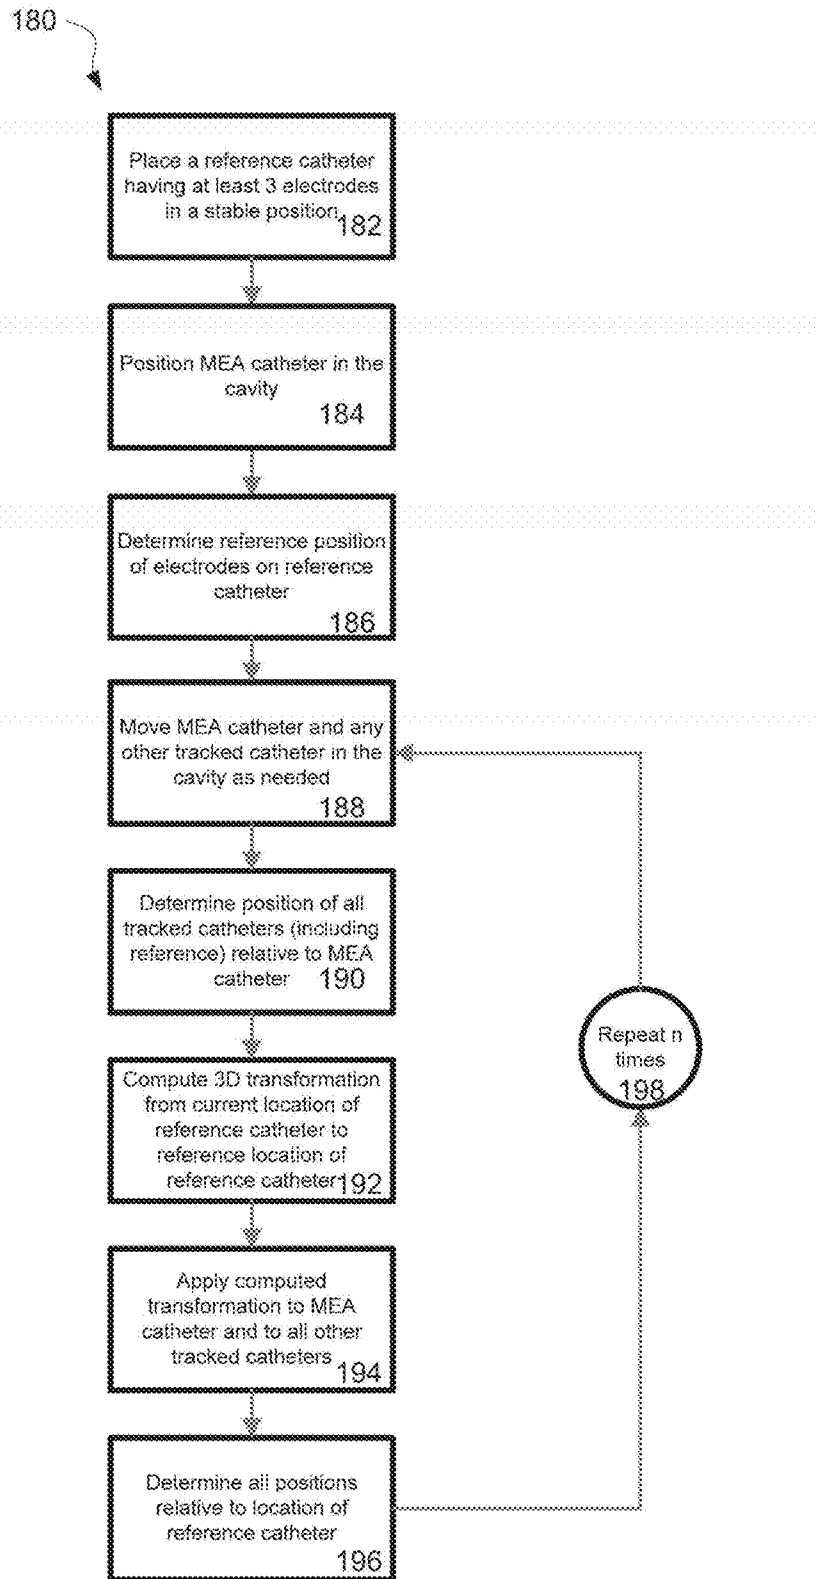 180
Place a reference catheter
having at least 3 electrodes
in a stable position
182
Position MEA catheter in the
cavity
184
Determine reference position
of electrodes on reference
catheter
186
Move MEA catheter and any
other tracked catheter in the
cavity as needed
188
Determine position of all
tracked catheters (including
reference) relative to MEA
catheter
190
Compute 3D transformation
from current location of
reference catheter to
reference location of
reference catheter
192
Apply computed
transformation to MEA
catheter and to all other
tracked catheters
194
Determine all positions
relative to location of
reference catheter
196
Repeat n
times
198